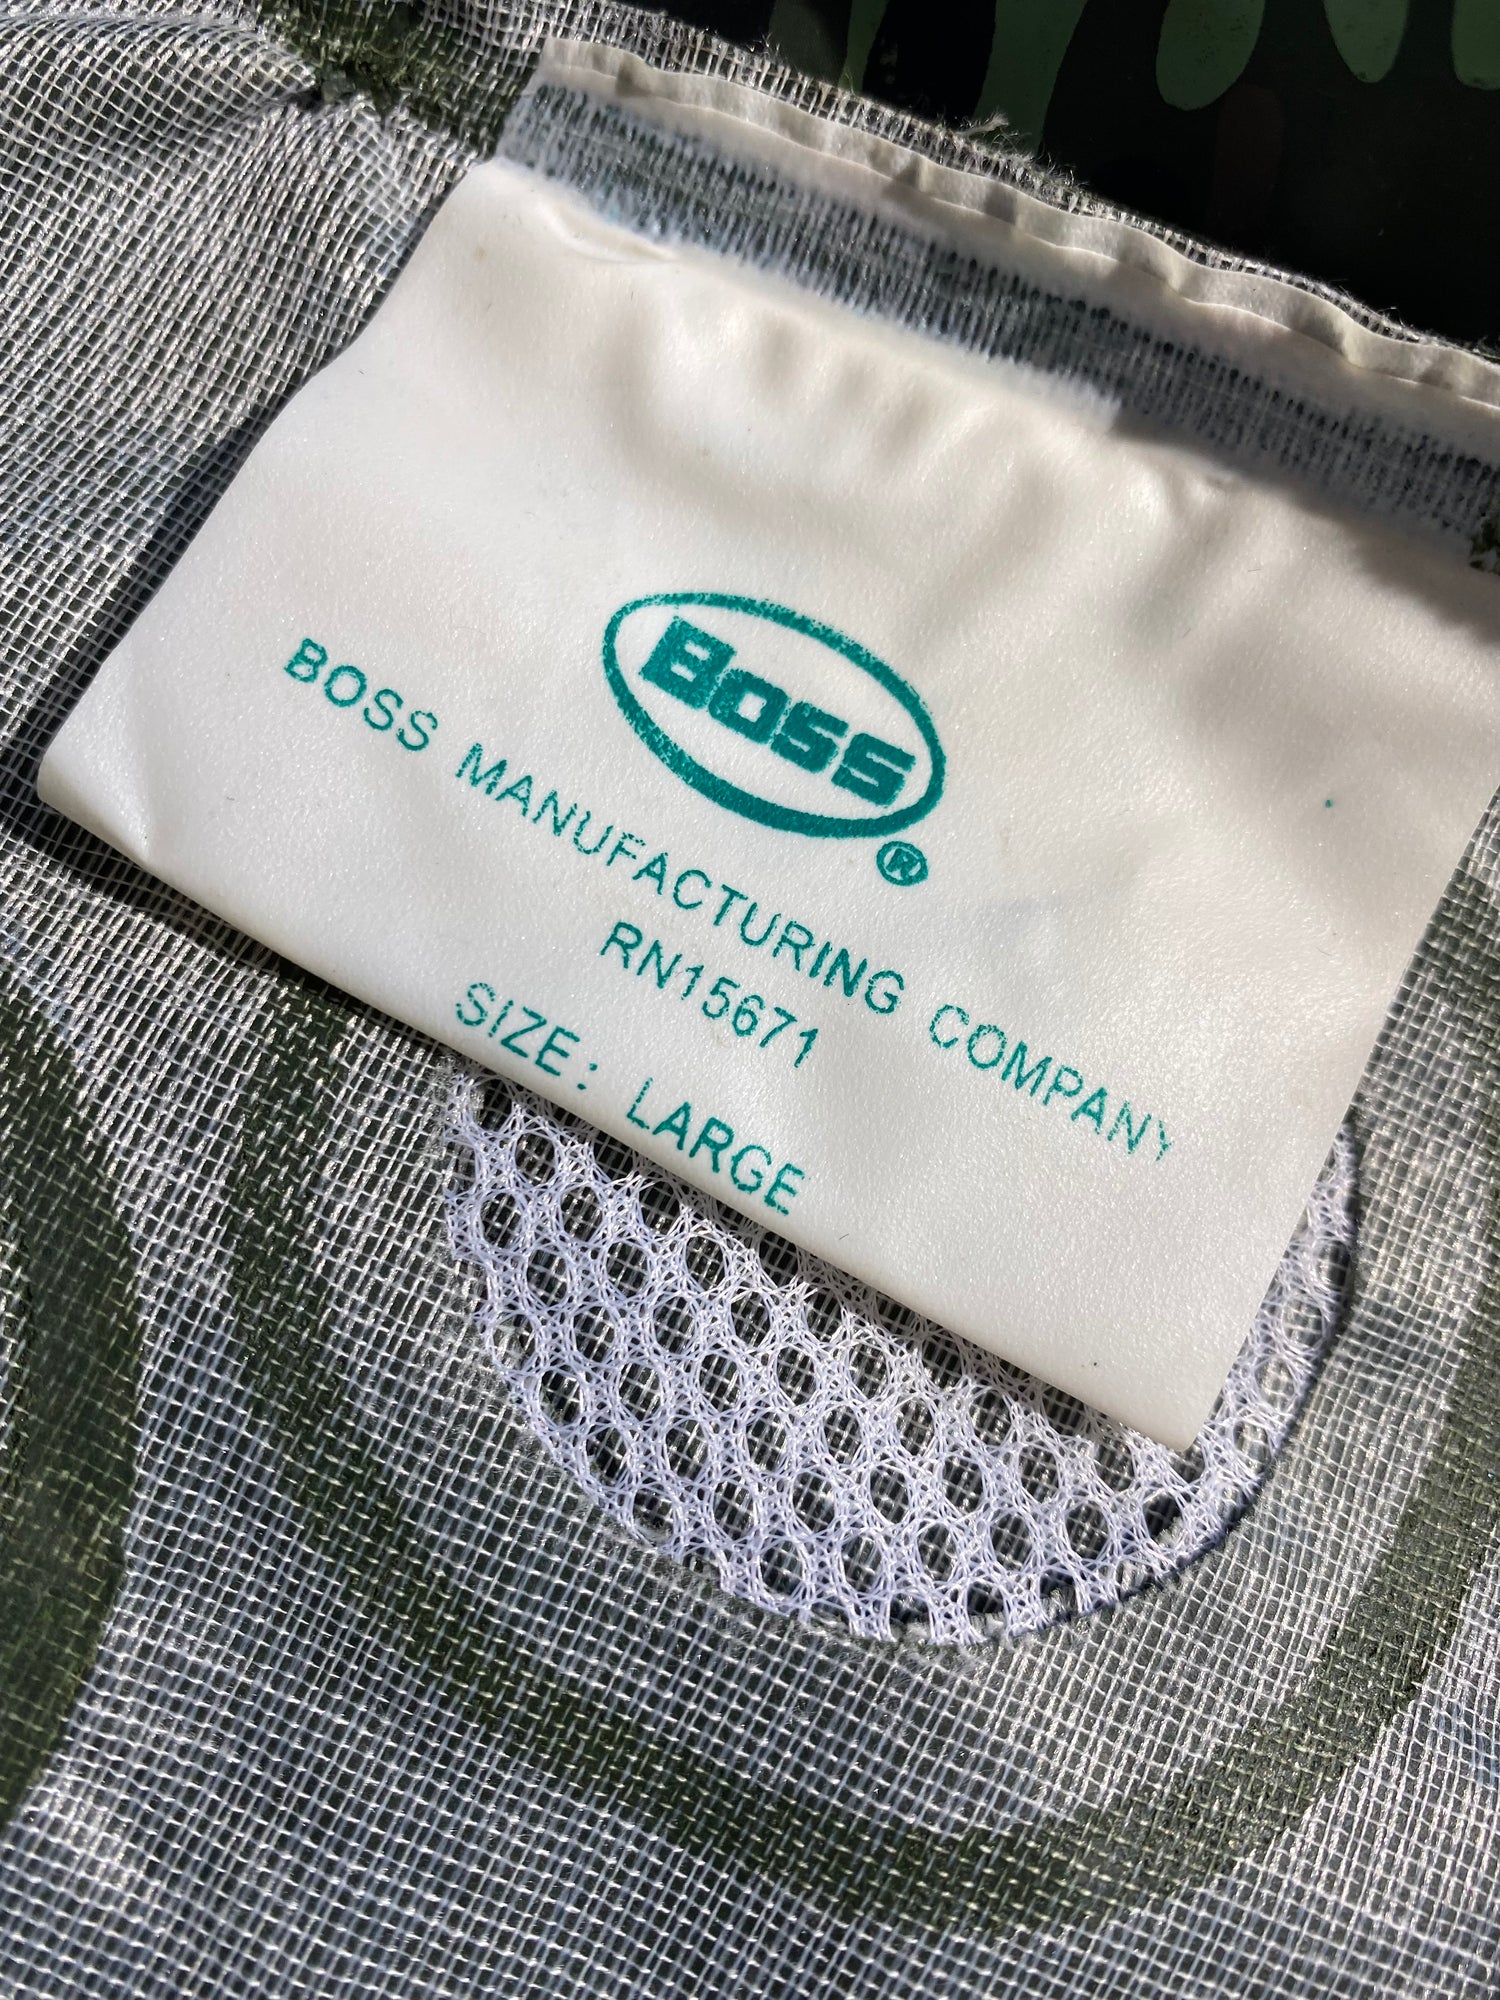 BOSS
®
BOSS MANUFACTURING COMPANY
RN15671
SIZE: LARGE